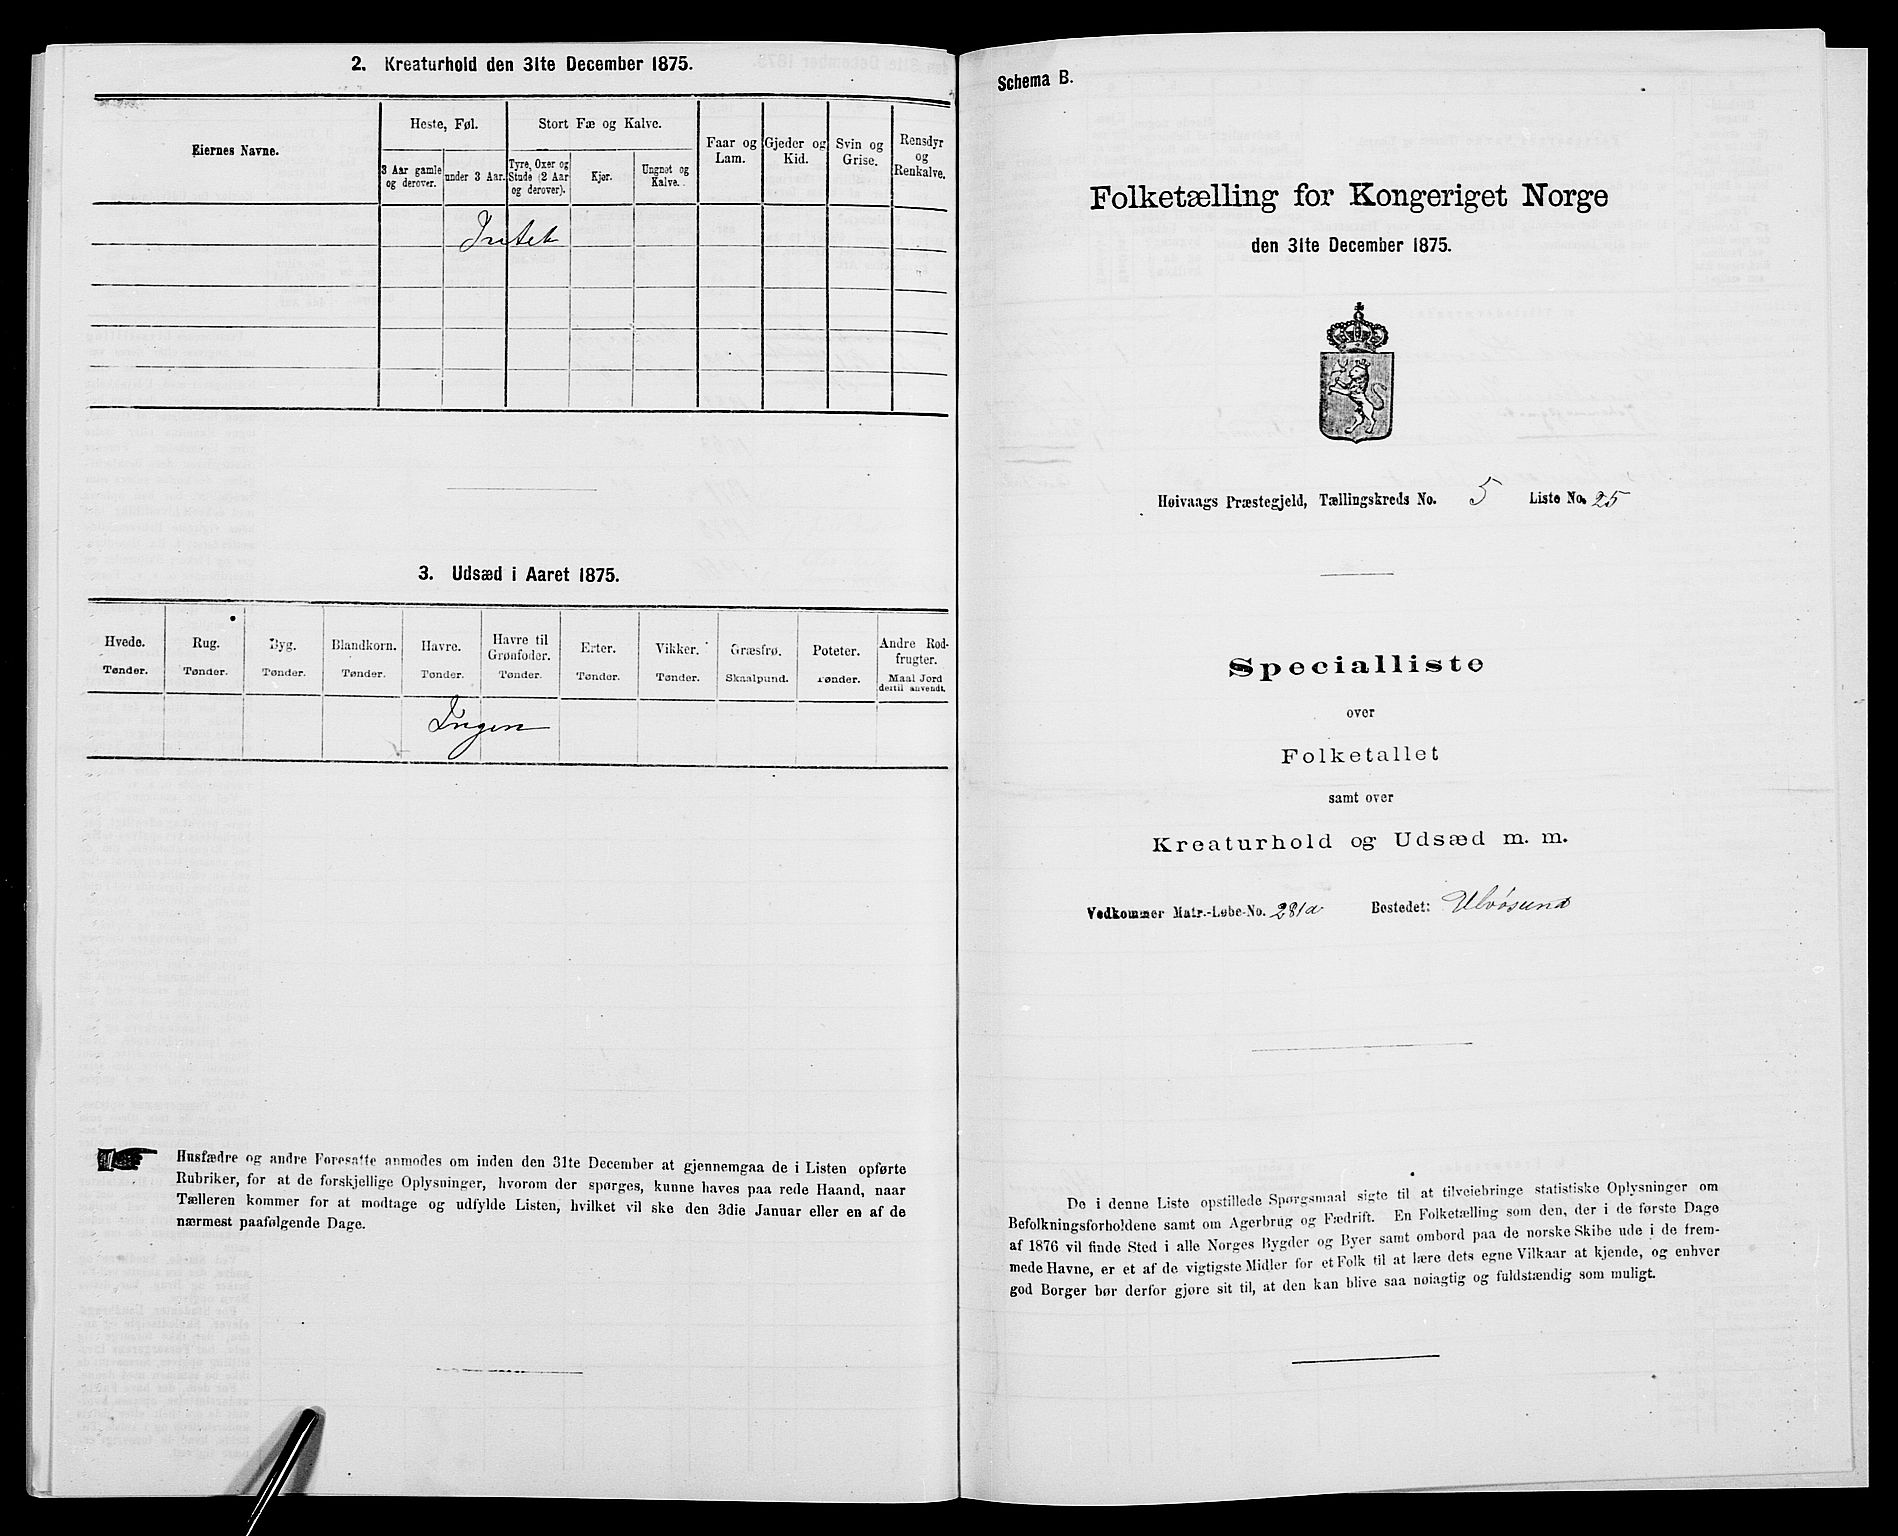 2. Kreaturhold den 31te December 1875.
Eiernes Navne.
Heste, Føl.
Stort Fæ og Kalve.
Faar og
Lam.
Gjeder og
Kid.
Svin og
Grise.
Rensdyr
og
Renkalve.
3 Aar gamle
og derover.
under 3 Aar.
Tyre, Oxer og
Stude (2 Aar
og derover).
Kjør.
Ungnøt og
Kalve.
Intet
3. Udsæd i Aaret 1875.
Hvede.
Tønder.
Rug.
Tønder.
Byg.
Tønder.
Blandkorn.
Tønder.
Havre.
Tønder.
Havre til
Grønfoder.
Tønder.
Erter.
Tønder.
Vikker.
Tønder.
Græsfrø.
Skaalpund.
Poteter.
Tønder.
Andre Rod-
frugter.
Maal Jord
dertil anvendt.
Ingen
Husfædre og andre Foresatte anmodes om inden den 31te December at gjennemgaa de i Listen opførte
Rubriker, for at de forskjellige Oplysninger, hvorom der spørges, kunne haves paa rede Haand, naar
Tælleren kommer for at modtage og udfylde Listen, hvilket vil ske den 3die Januar eller en af de
nærmest paafølgende Dage.
Schema B.
Folketælling for Kongeriget Norge
den 31te December 1875.
Høivaags Præstegjeld, Tællingskreds No. 5 Liste No. 25
Specialliste
over
Folketallet
samt over
Kreaturhold og Udsæd m. m.
Vedkommer Matr.-Løbe-No. 281a Bostedet: Ulvøsund
De i denne Liste opstillede Spørgsmaal sigte til at tilveiebringe statistiske Oplysninger om
Befolkningsforholdene samt om Agerbrug og Fædrift. En Folketælling som den, der i de første Dage
af 1876 vil finde Sted i alle Norges Bygder og Byer samt ombord paa de norske Skibe ude i de frem-
mede Havne, er et af de vigtigste Midler for et Folk til at lære dets egne Vilkaar at kjende, og enhver
god Borger bør derfor gjøre sit til, at den kan blive saa nøiagtig og fuldstændig som muligt.